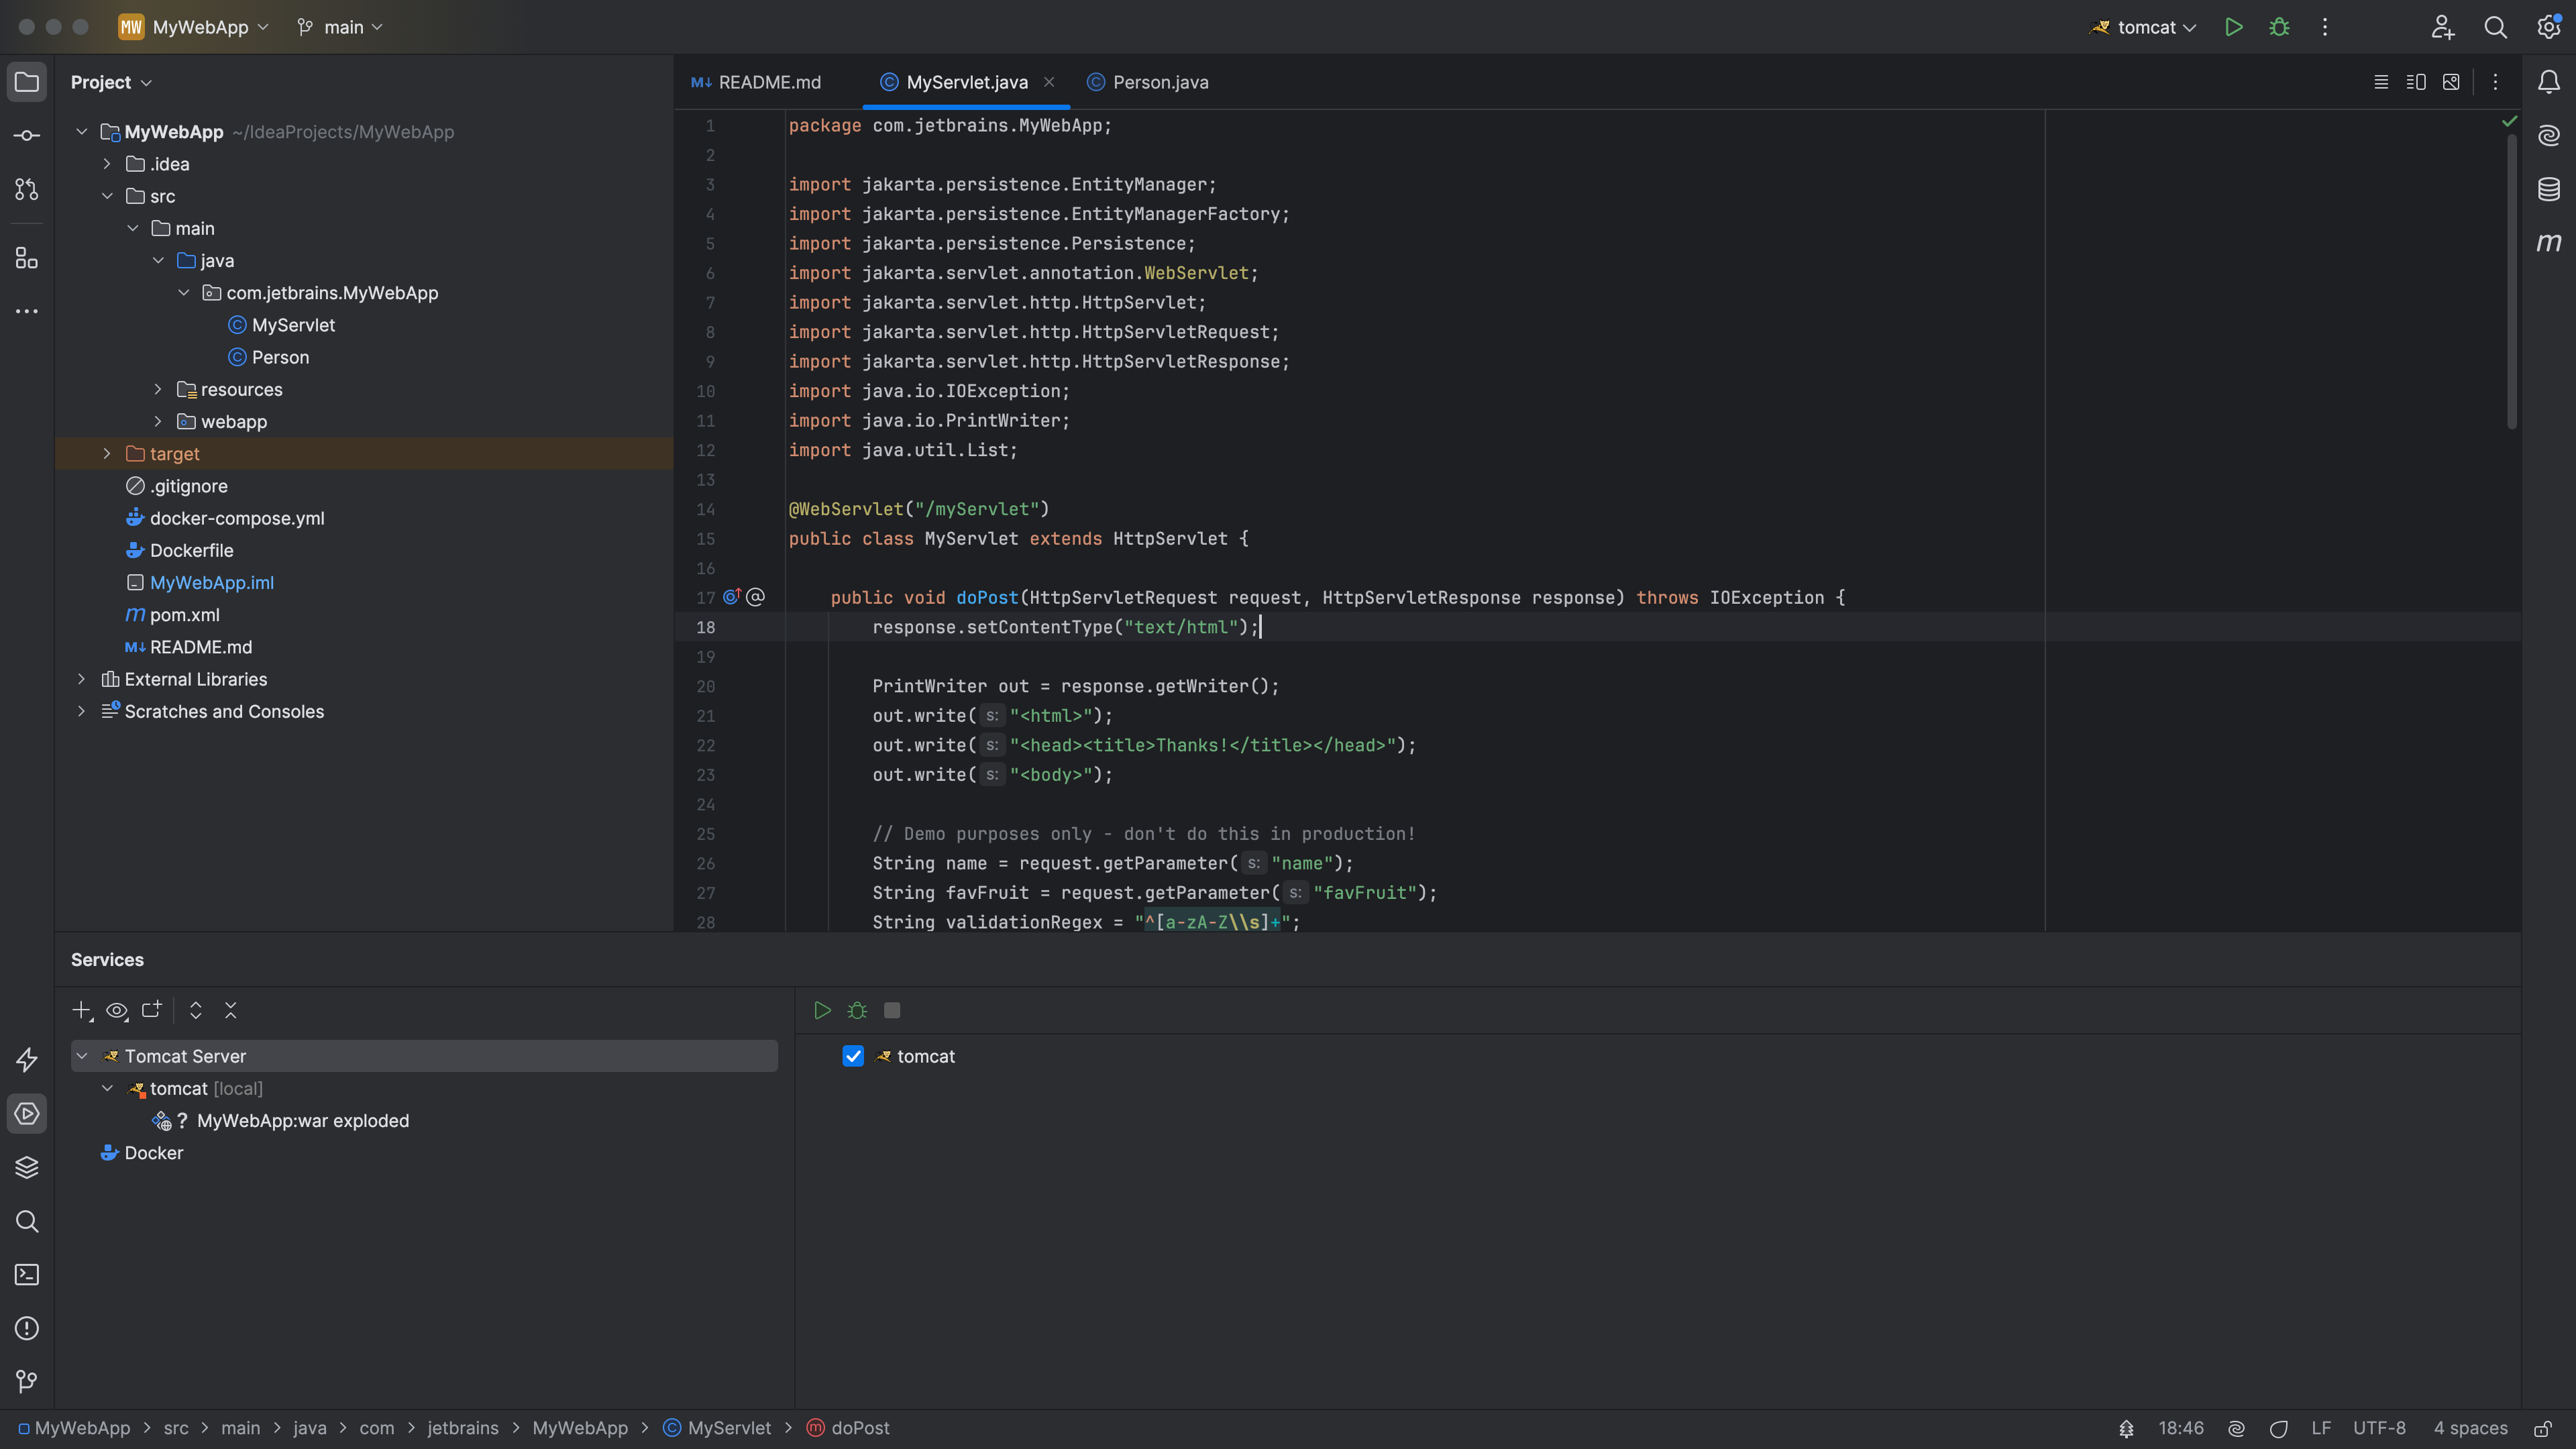 MW MyWebApp main tomcat
Project
MyWebApp ~/IdeaProjects/MyWebApp
.idea
src
main
java
com.jetbrains.MyWebApp
MyServlet
Person
resources
webapp
target
.gitignore
docker-compose.yml
Dockerfile
MyWebApp.iml
m pom.xml
M↓ README.md
External Libraries
Scratches and Consoles
M↓ README.md MyServlet.java Person.java
1 package com.jetbrains.MyWebApp;
2
3 import jakarta.persistence.EntityManager;
4 import jakarta.persistence.EntityManagerFactory;
5 import jakarta.persistence.Persistence;
6 import jakarta.servlet.annotation.WebServlet;
7 import jakarta.servlet.http.HttpServlet;
8 import jakarta.servlet.http.HttpServletRequest;
9 import jakarta.servlet.http.HttpServletResponse;
10 import java.io.IOException;
11 import java.io.PrintWriter;
12 import java.util.List;
13
14 @WebServlet("/myServlet")
15 public class MyServlet extends HttpServlet {
16
17 public void doPost(HttpServletRequest request, HttpServletResponse response) throws IOException {
18 response.setContentType("text/html");
19
20 PrintWriter out = response.getWriter();
21 out.write( s: "<html>");
22 out.write( s: "<head><title>Thanks!</title></head>");
23 out.write( s: "<body>");
24
25 // Demo purposes only - don't do this in production!
26 String name = request.getParameter( s: "name");
27 String favFruit = request.getParameter( s: "favFruit");
28 String validationRegex = "^[a-zA-Z\\s]+";
m
Services
Tomcat Server
tomcat [local]
? MyWebApp:war exploded
Docker
tomcat
MyWebApp > src > main > java > com > jetbrains > MyWebApp > MyServlet > doPost
18:46 LF UTF-8 4 spaces